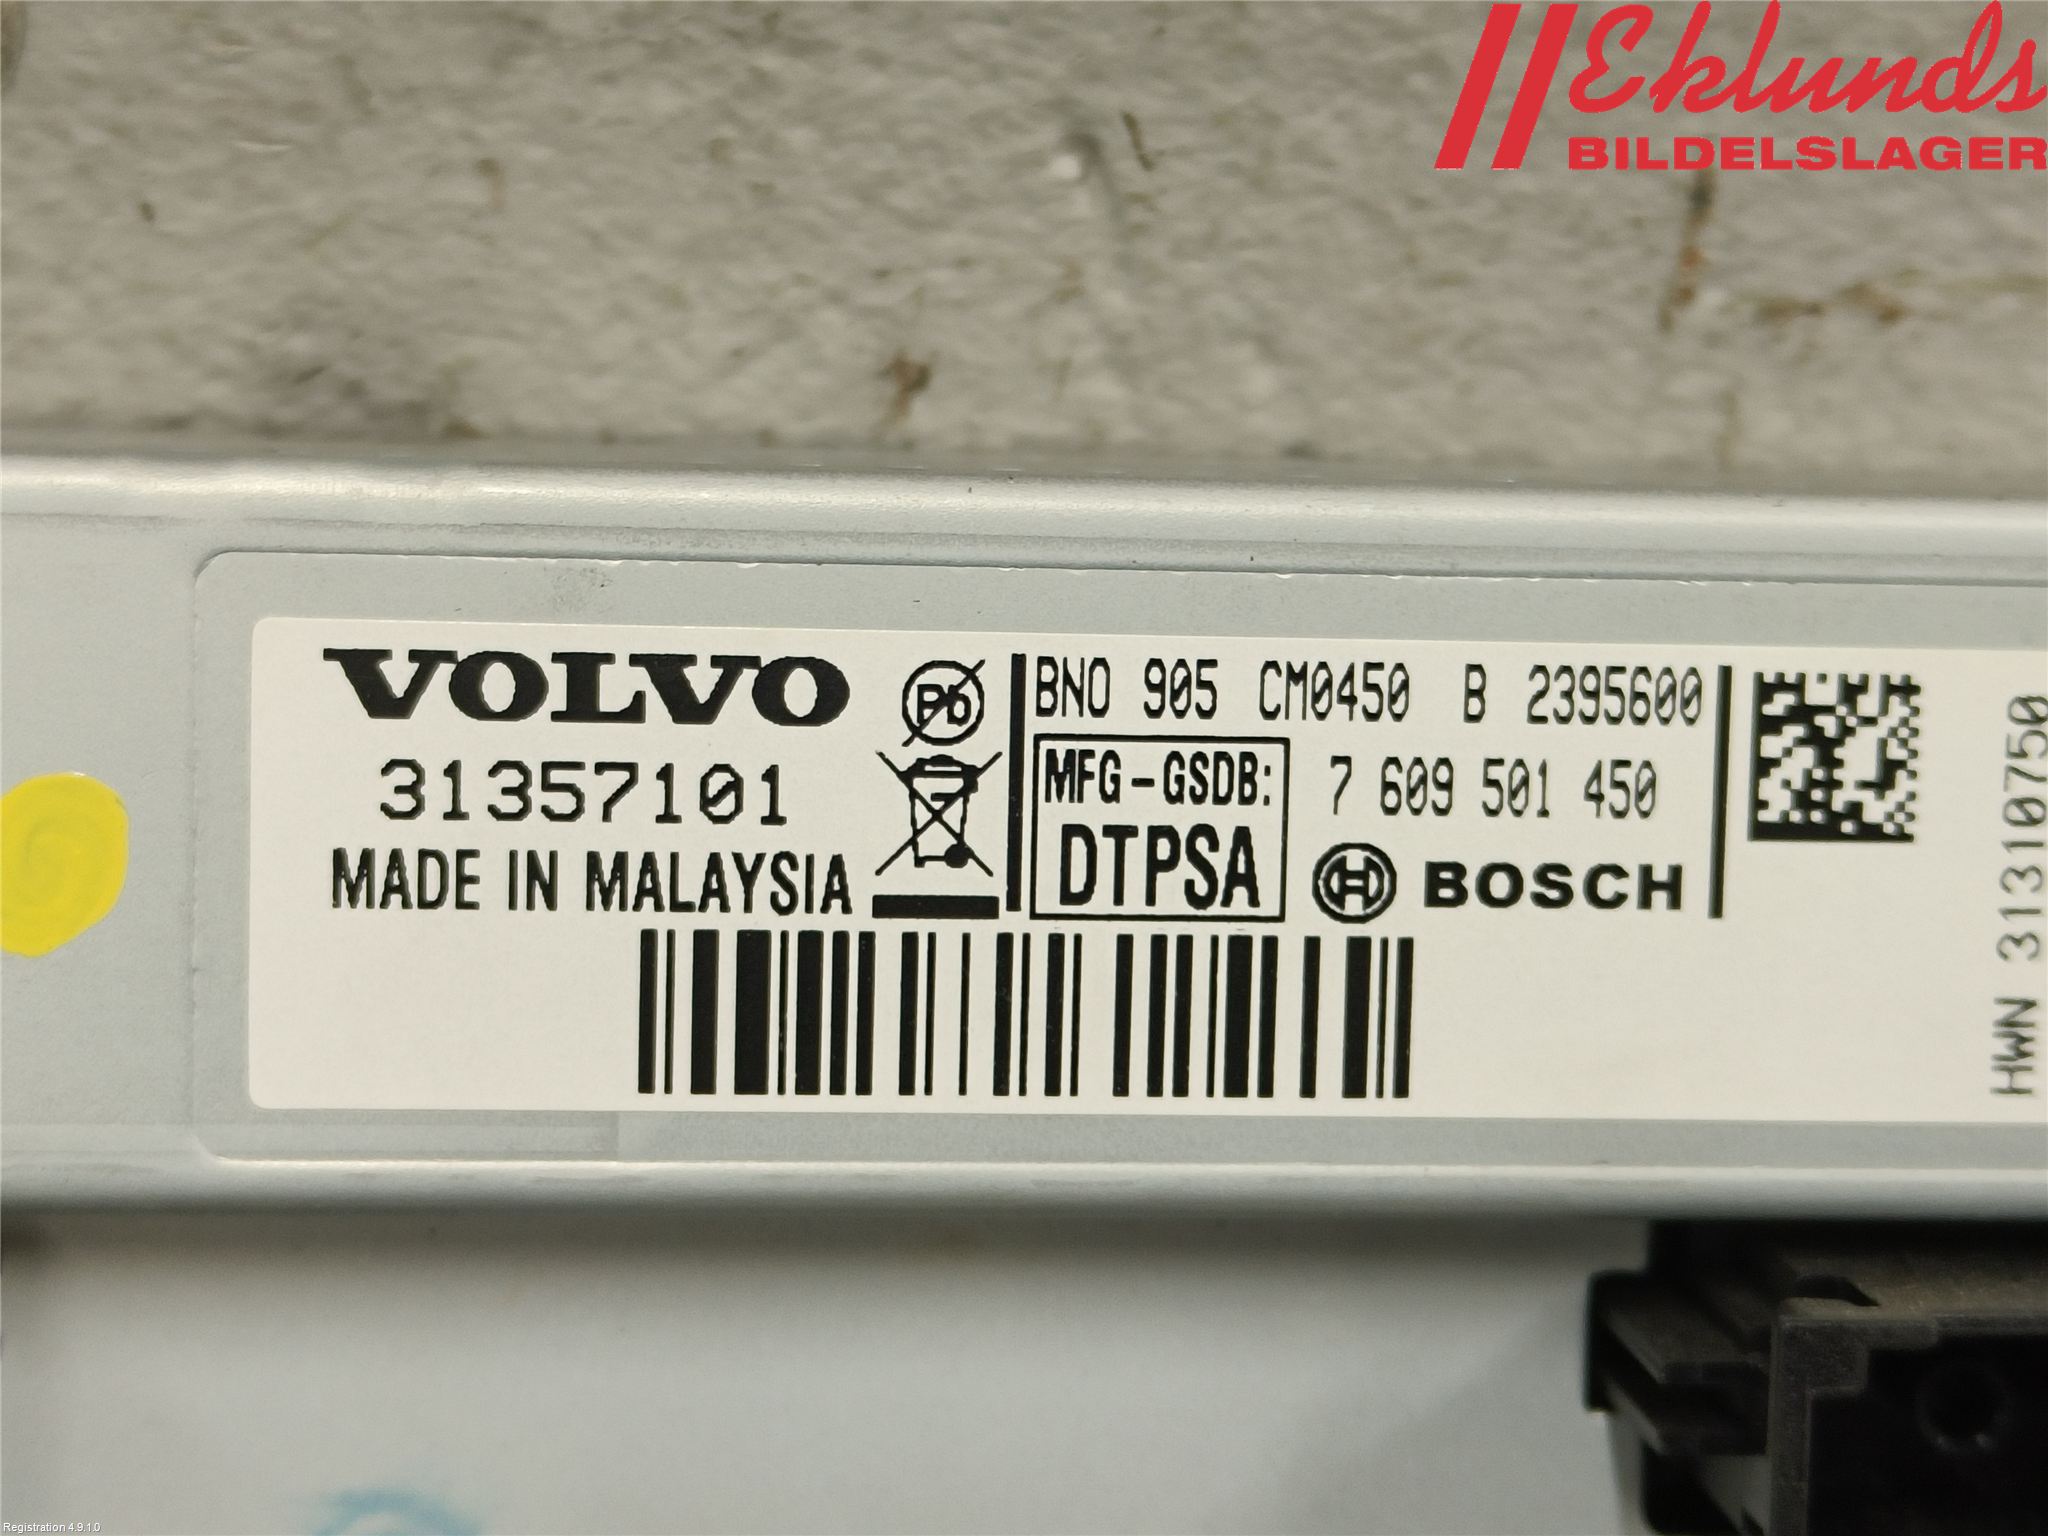 Eklunds
BILDELSLAGER
VOLVO
31357101
MADE IN MALAYSIA
Pb
BNO 905 CM0450 B 2395600
MFG-GSDB:
DTPSA
7 609 501 450
BOSCH
HWN 31310750
Registration 4.9.1.0